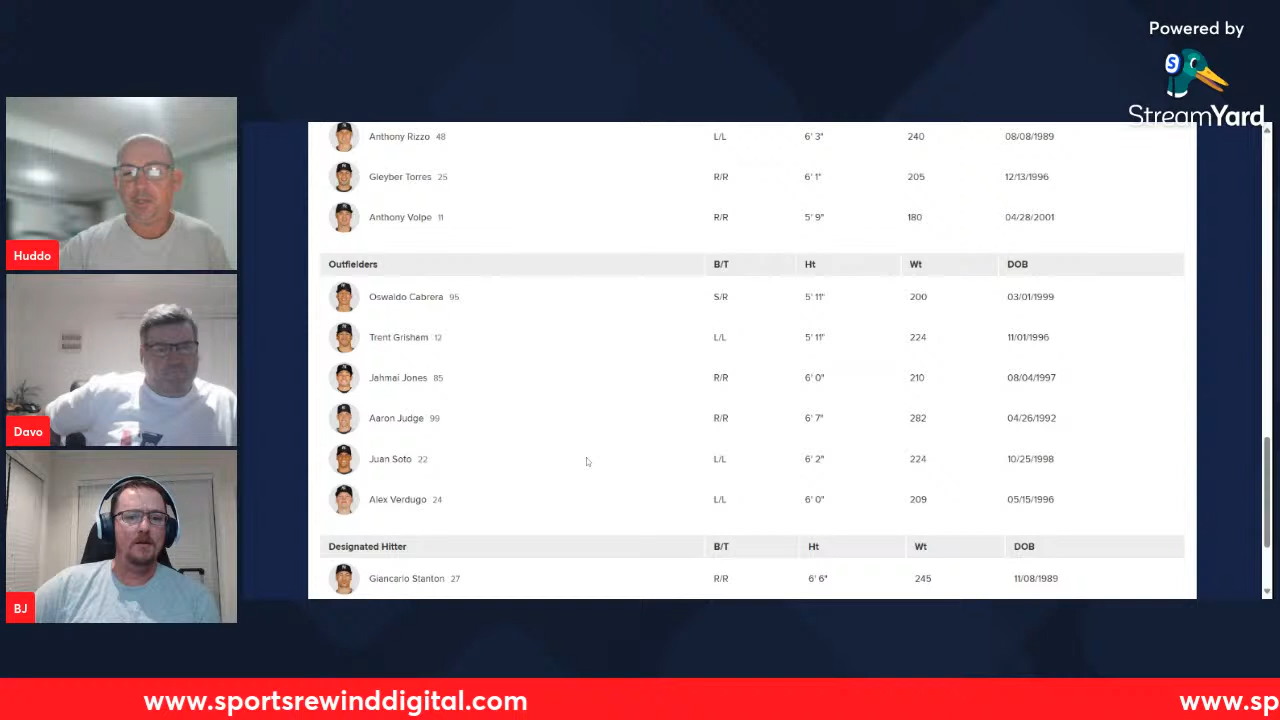 Powered by
S
StreamYard
Anthony Rizzo 48 L/L 6' 3" 240 08/08/1989
Gleyber Torres 25 R/R 6' 1" 205 12/13/1996
Anthony Volpe 11 R/R 5' 9" 180 04/28/2001
Outfielders B/T Ht Wt DOB
Oswaldo Cabrera 95 S/R 5' 11" 200 03/01/1999
Trent Grisham 12 L/L 5' 11" 224 11/01/1996
Jahmai Jones 85 R/R 6' 0" 210 08/04/1997
Aaron Judge 99 R/R 6' 7" 282 04/26/1992
Juan Soto 22 L/L 6' 2" 224 10/25/1998
Alex Verdugo 24 L/L 6' 0" 209 05/15/1996
Designated Hitter B/T Ht Wt DOB
Giancarlo Stanton 27 R/R 6' 6" 245 11/08/1989
Huddo
Davo
BJ
www.sportsrewinddigital.com
www.sp